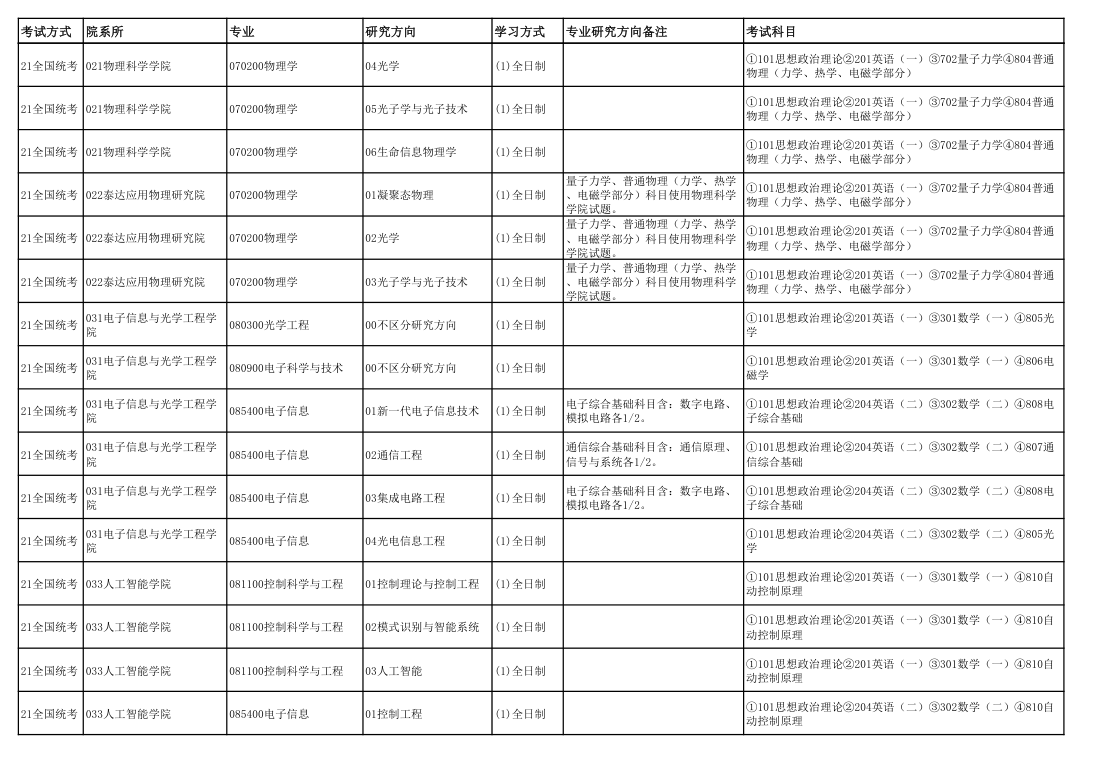 考试方式 院系所 专业 研究方向 学习方式 专业研究方向备注 考试科目
21全国统考 021物理科学学院 070200物理学 04光学 (1)全日制 ①101思想政治理论②201英语（一）③702量子力学④804普通
物理（力学、热学、电磁学部分）
21全国统考 021物理科学学院 070200物理学 05光子学与光子技术 (1)全日制 ①101思想政治理论②201英语（一）③702量子力学④804普通
物理（力学、热学、电磁学部分）
21全国统考 021物理科学学院 070200物理学 06生命信息物理学 (1)全日制 ①101思想政治理论②201英语（一）③702量子力学④804普通
物理（力学、热学、电磁学部分）
21全国统考 022泰达应用物理研究院 070200物理学 01凝聚态物理 (1)全日制 量子力学、普通物理（力学、热学
、电磁学部分）科目使用物理科学
学院试题。 ①101思想政治理论②201英语（一）③702量子力学④804普通
物理（力学、热学、电磁学部分）
21全国统考 022泰达应用物理研究院 070200物理学 02光学 (1)全日制 量子力学、普通物理（力学、热学
、电磁学部分）科目使用物理科学
学院试题。 ①101思想政治理论②201英语（一）③702量子力学④804普通
物理（力学、热学、电磁学部分）
21全国统考 022泰达应用物理研究院 070200物理学 03光子学与光子技术 (1)全日制 量子力学、普通物理（力学、热学
、电磁学部分）科目使用物理科学
学院试题。 ①101思想政治理论②201英语（一）③702量子力学④804普通
物理（力学、热学、电磁学部分）
21全国统考 031电子信息与光学工程学
院 080300光学工程 00不区分研究方向 (1)全日制 ①101思想政治理论②201英语（一）③301数学（一）④805光
学
21全国统考 031电子信息与光学工程学
院 080900电子科学与技术 00不区分研究方向 (1)全日制 ①101思想政治理论②201英语（一）③301数学（一）④806电
磁学
21全国统考 031电子信息与光学工程学
院 085400电子信息 01新一代电子信息技术 (1)全日制 电子综合基础科目含：数字电路、
模拟电路各1/2。 ①101思想政治理论②204英语（二）③302数学（二）④808电
子综合基础
21全国统考 031电子信息与光学工程学
院 085400电子信息 02通信工程 (1)全日制 通信综合基础科目含：通信原理、
信号与系统各1/2。 ①101思想政治理论②204英语（二）③302数学（二）④807通
信综合基础
21全国统考 031电子信息与光学工程学
院 085400电子信息 03集成电路工程 (1)全日制 电子综合基础科目含：数字电路、
模拟电路各1/2。 ①101思想政治理论②204英语（二）③302数学（二）④808电
子综合基础
21全国统考 031电子信息与光学工程学
院 085400电子信息 04光电信息工程 (1)全日制 ①101思想政治理论②204英语（二）③302数学（二）④805光
学
21全国统考 033人工智能学院 081100控制科学与工程 01控制理论与控制工程 (1)全日制 ①101思想政治理论②201英语（一）③301数学（一）④810自
动控制原理
21全国统考 033人工智能学院 081100控制科学与工程 02模式识别与智能系统 (1)全日制 ①101思想政治理论②201英语（一）③301数学（一）④810自
动控制原理
21全国统考 033人工智能学院 081100控制科学与工程 03人工智能 (1)全日制 ①101思想政治理论②201英语（一）③301数学（一）④810自
动控制原理
21全国统考 033人工智能学院 085400电子信息 01控制工程 (1)全日制 ①101思想政治理论②204英语（二）③302数学（二）④810自
动控制原理